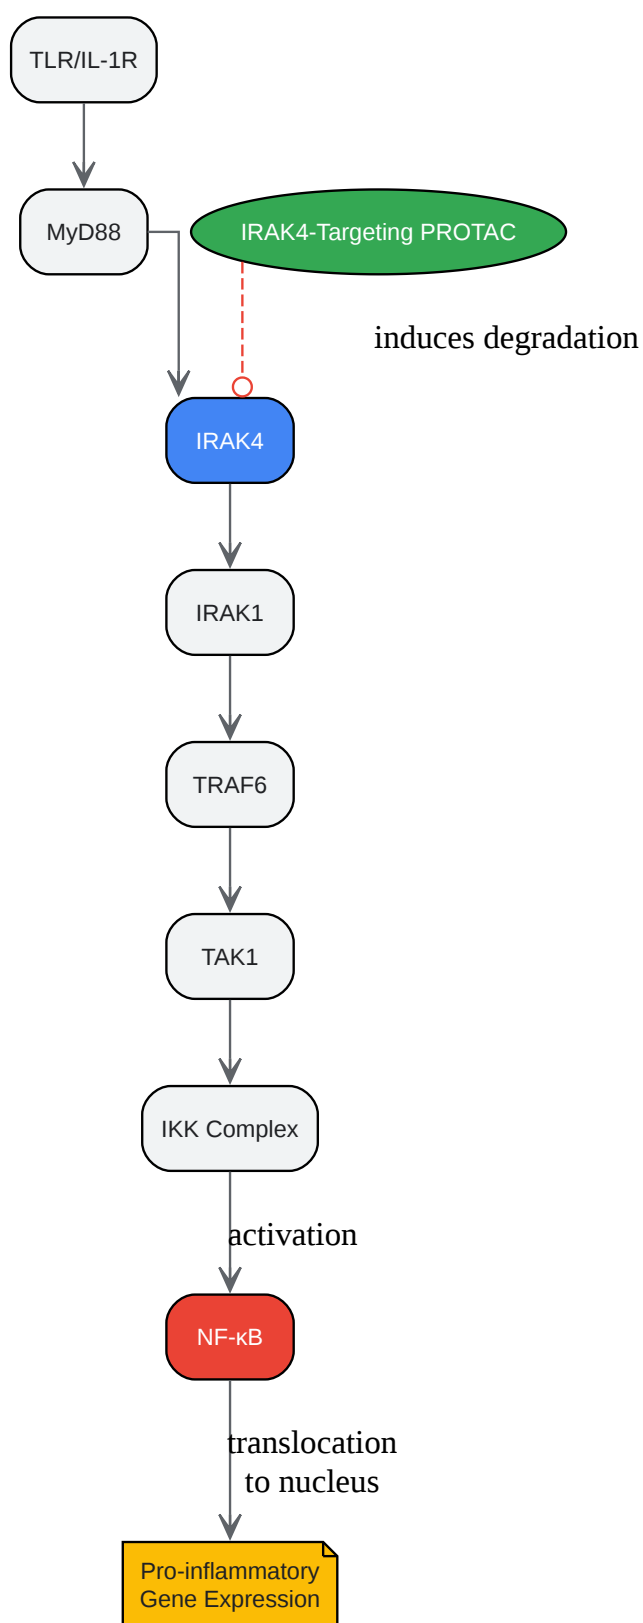 TLR/IL-1R
MyD88
IRAK4-Targeting PROTAC
induces degradation
IRAK4
IRAK1
TRAF6
TAK1
IKK Complex
activation
NF-κB
translocation
to nucleus
Pro-inflammatory
Gene Expression